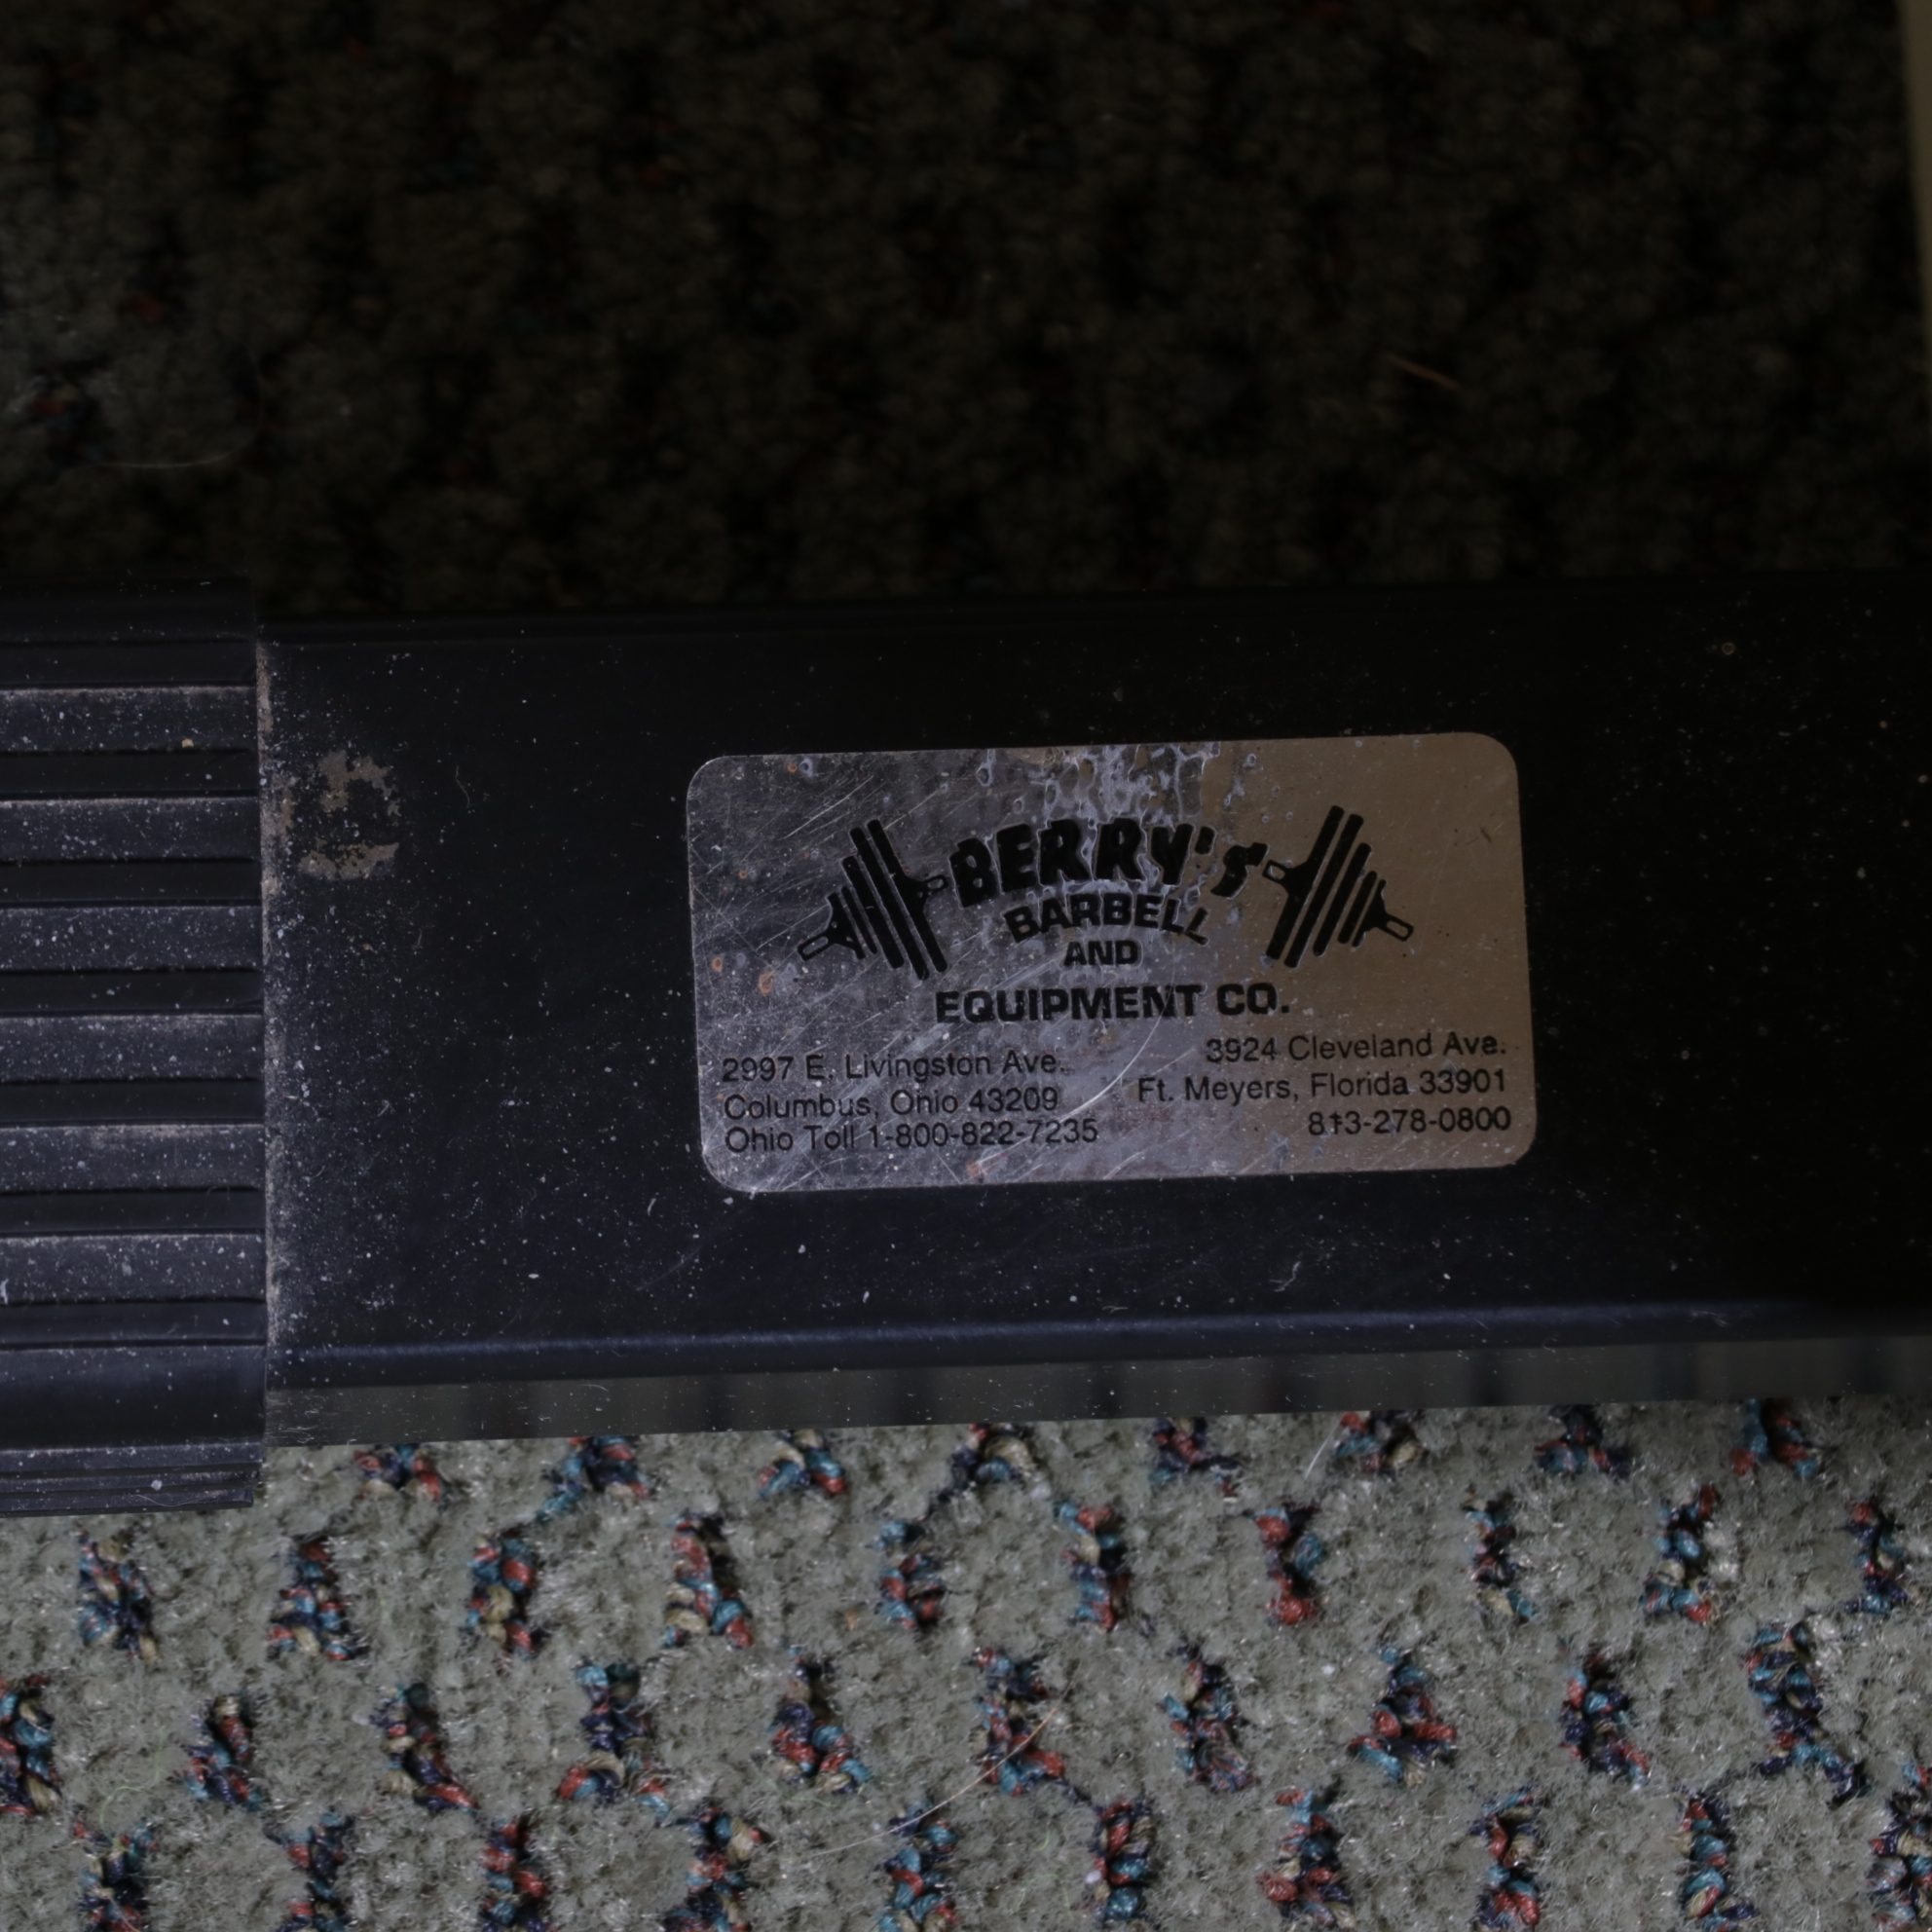 BERRY's
BARBELL
AND
EQUIPMENT CO.
2997 E. Livingston Ave.
Columbus, Ohio 43209
Ohio Toll 1-800-822-7235
3924 Cleveland Ave.
Ft. Meyers, Florida 33901
813-278-0800